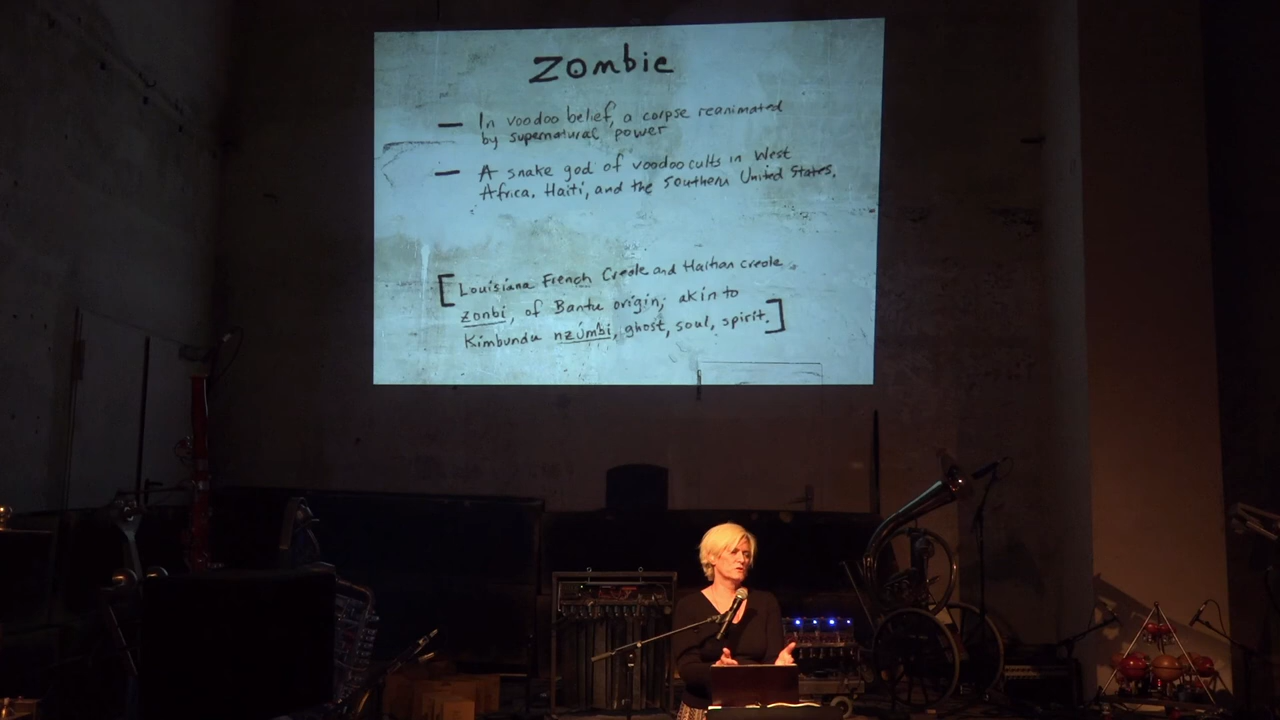 Zombie
— In voodoo belief, a corpse reanimated
by supernatural power
— A snake god of voodoo cults in West
Africa, Haiti, and the Southern United States.
[Louisiana French Creole and Haitian creole
zonbi, of Bantu origin; akin to
Kimbundu nzúmbi, ghost, soul, spirit.]